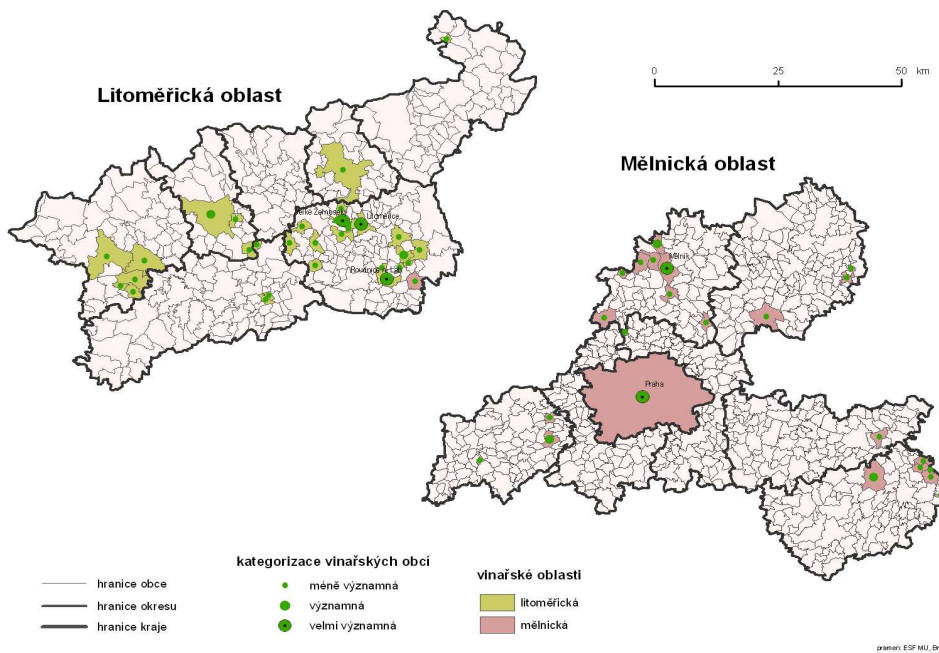 Litoměřická oblast
0 25 50 km
Mělnická oblast
Litoměřice
Mělník
Praha
kategorizace vinařských obcí
méně významná
významná
velmi významná
vinařské oblasti
litoměřická
mělnická
hranice obce
hranice okresu
hranice kraje
pramen: ESF MU,